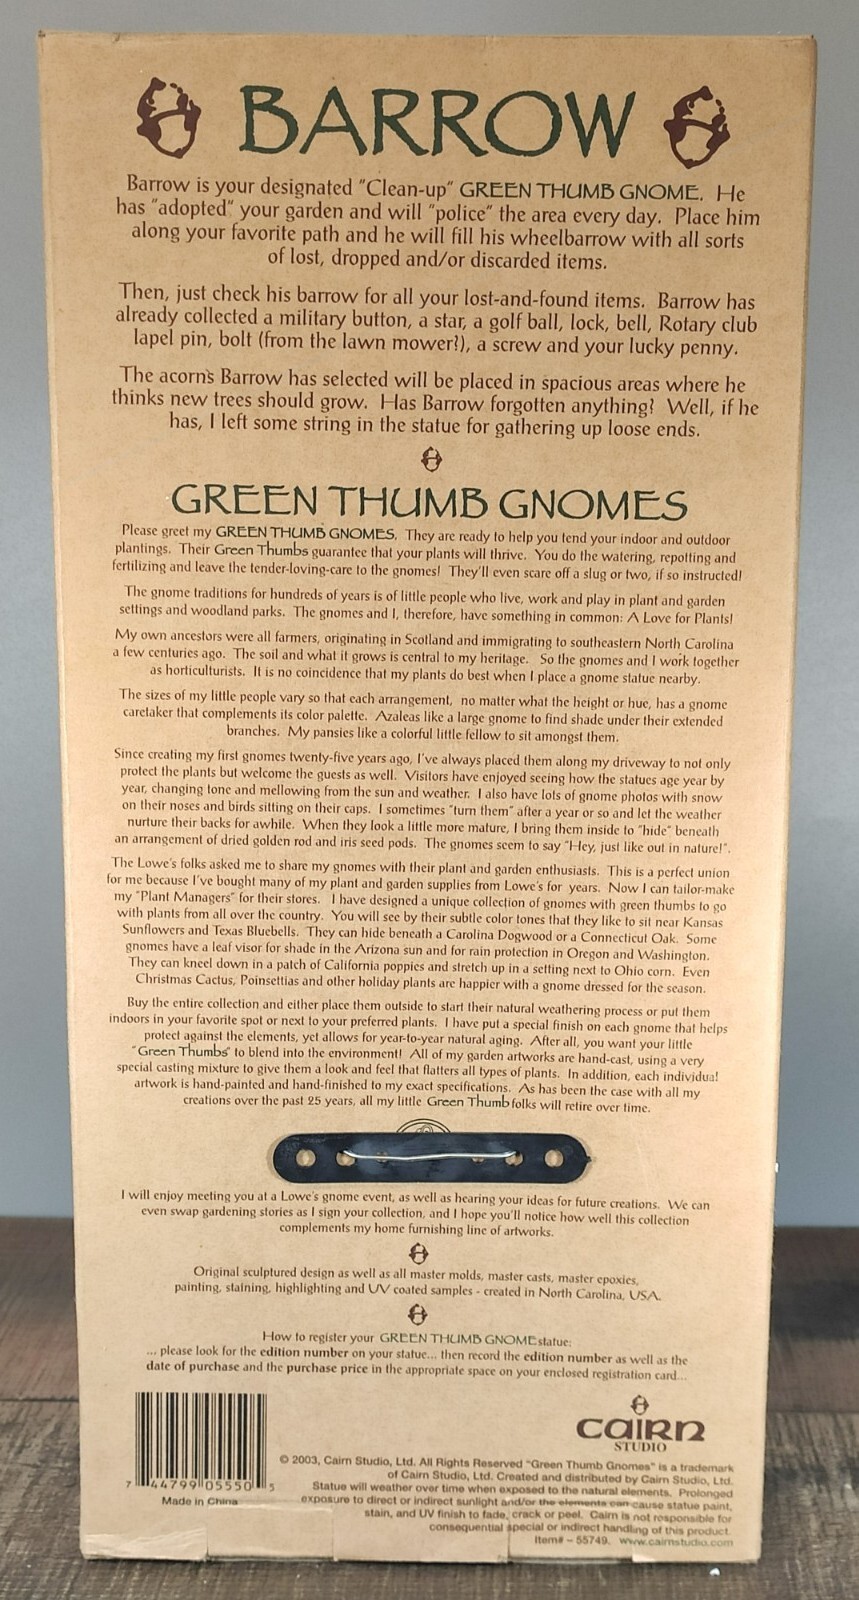 BARROW
Barrow is your designated "Clean-up" GREEN THUMB GNOME. He
has "adopted" your garden and will "police" the area every day. Place him
along your favorite path and he will fill his wheelbarrow with all sorts
of lost, dropped and/or discarded items.
Then, just check his barrow for all your lost-and-found items. Barrow has
already collected a military button, a star, a golf ball, lock, bell, Rotary club
lapel pin, bolt (from the lawn mower?), a screw and your lucky penny.
The acorn's Barrow has selected will be placed in spacious areas where he
thinks new trees should grow. Has Barrow forgotten anything? Well, if he
has, I left some string in the statue for gathering up loose ends.
GREEN THUMB GNOMES
Please greet my GREEN THUMB GNOMES. They are ready to help you tend your indoor and outdoor
plantings. Their Green Thumbs guarantee that your plants will thrive. You do the watering, repotting and
fertilizing and leave the tender-loving-care to the gnomes! They'll even scare off a slug or two, if so instructed!
The gnome traditions for hundreds of years is of little people who live, work and play in plant and garden
settings and woodland parks. The gnomes and I, therefore, have something in common: A Love for Plants!
My own ancestors were all farmers, originating in Scotland and immigrating to southeastern North Carolina
a few centuries ago. The soil and what it grows is central to my heritage. So the gnomes and I work together
as horticulturists. It is no coincidence that my plants do best when I place a gnome statue nearby.
The sizes of my little people vary so that each arrangement, no matter what the height or hue, has a gnome
caretaker that complements its color palette. Azaleas like a large gnome to find shade under their extended
branches. My pansies like a colorful little fellow to sit amongst them.
Since creating my first gnomes twenty-five years ago, I've always placed them along my driveway to not only
protect the plants but welcome the guests as well. Visitors have enjoyed seeing how the statues age year by
year, changing tone and mellowing from the sun and weather. I also have lots of gnome photos with snow
on their noses and birds sitting on their caps. I sometimes "turn them" after a year or so and let the weather
nurture their backs for awhile. When they look a little more mature, I bring them inside to "hide" beneath
an arrangement of dried golden rod and iris seed pods. The gnomes seem to say "Hey, just like out in nature!".
The Lowe's folks asked me to share my gnomes with their plant and garden enthusiasts. This is a perfect union
for me because I've bought many of my plant and garden supplies from Lowe's for years. Now I can tailor-make
my "Plant Managers" for their stores. I have designed a unique collection of gnomes with green thumbs to go
with plants from all over the country. You will see by their subtle color tones that they like to sit near Kansas
Sunflowers and Texas Bluebells. They can hide beneath a Carolina Dogwood or a Connecticut Oak. Some
gnomes have a leaf visor for shade in the Arizona sun and for rain protection in Oregon and Washington.
They can kneel down in a patch of California poppies and stretch up in a setting next to Ohio corn. Even
Christmas Cactus, Poinsettias and other holiday plants are happier with a gnome dressed for the season.
Buy the entire collection and either place them outside to start their natural weathering process or put them
indoors in your favorite spot or next to your preferred plants. I have put a special finish on each gnome that helps
protect against the elements, yet allows for year-to-year natural aging. After all, you want your little
"Green Thumbs" to blend into the environment! All of my garden artworks are hand-cast, using a very
special casting mixture to give them a look and feel that flatters all types of plants. In addition, each individual
artwork is hand-painted and hand-finished to my exact specifications. As has been the case with all my
creations over the past 25 years, all my little Green Thumb folks will retire over time.
I will enjoy meeting you at a Lowe's gnome event, as well as hearing your ideas for future creations. We can
even swap gardening stories as I sign your collection, and I hope you'll notice how well this collection
complements my home furnishing line of artworks.
Original sculptured design as well as all master molds, master casts, master epoxies,
painting, staining, highlighting and UV coated samples - created in North Carolina, USA.
How to register your GREEN THUMB GNOME statue:
... please look for the edition number on your statue... then record the edition number as well as the
date of purchase and the purchase price in the appropriate space on your enclosed registration card...
cairn
STUDIO
7 44799 05550 5
Made in China
© 2003, Cairn Studio, Ltd. All Rights Reserved "Green Thumb Gnomes" is a trademark
of Cairn Studio, Ltd. Created and distributed by Cairn Studio, Ltd.
Statue will weather over time when exposed to the natural elements. Prolonged
exposure to direct or indirect sunlight and/or the elements can cause statue paint,
stain, and UV finish to fade, crack or peel. Cairn is not responsible for
consequential special or indirect handling of this product.
Item# – 55749. www.cairnstudio.com